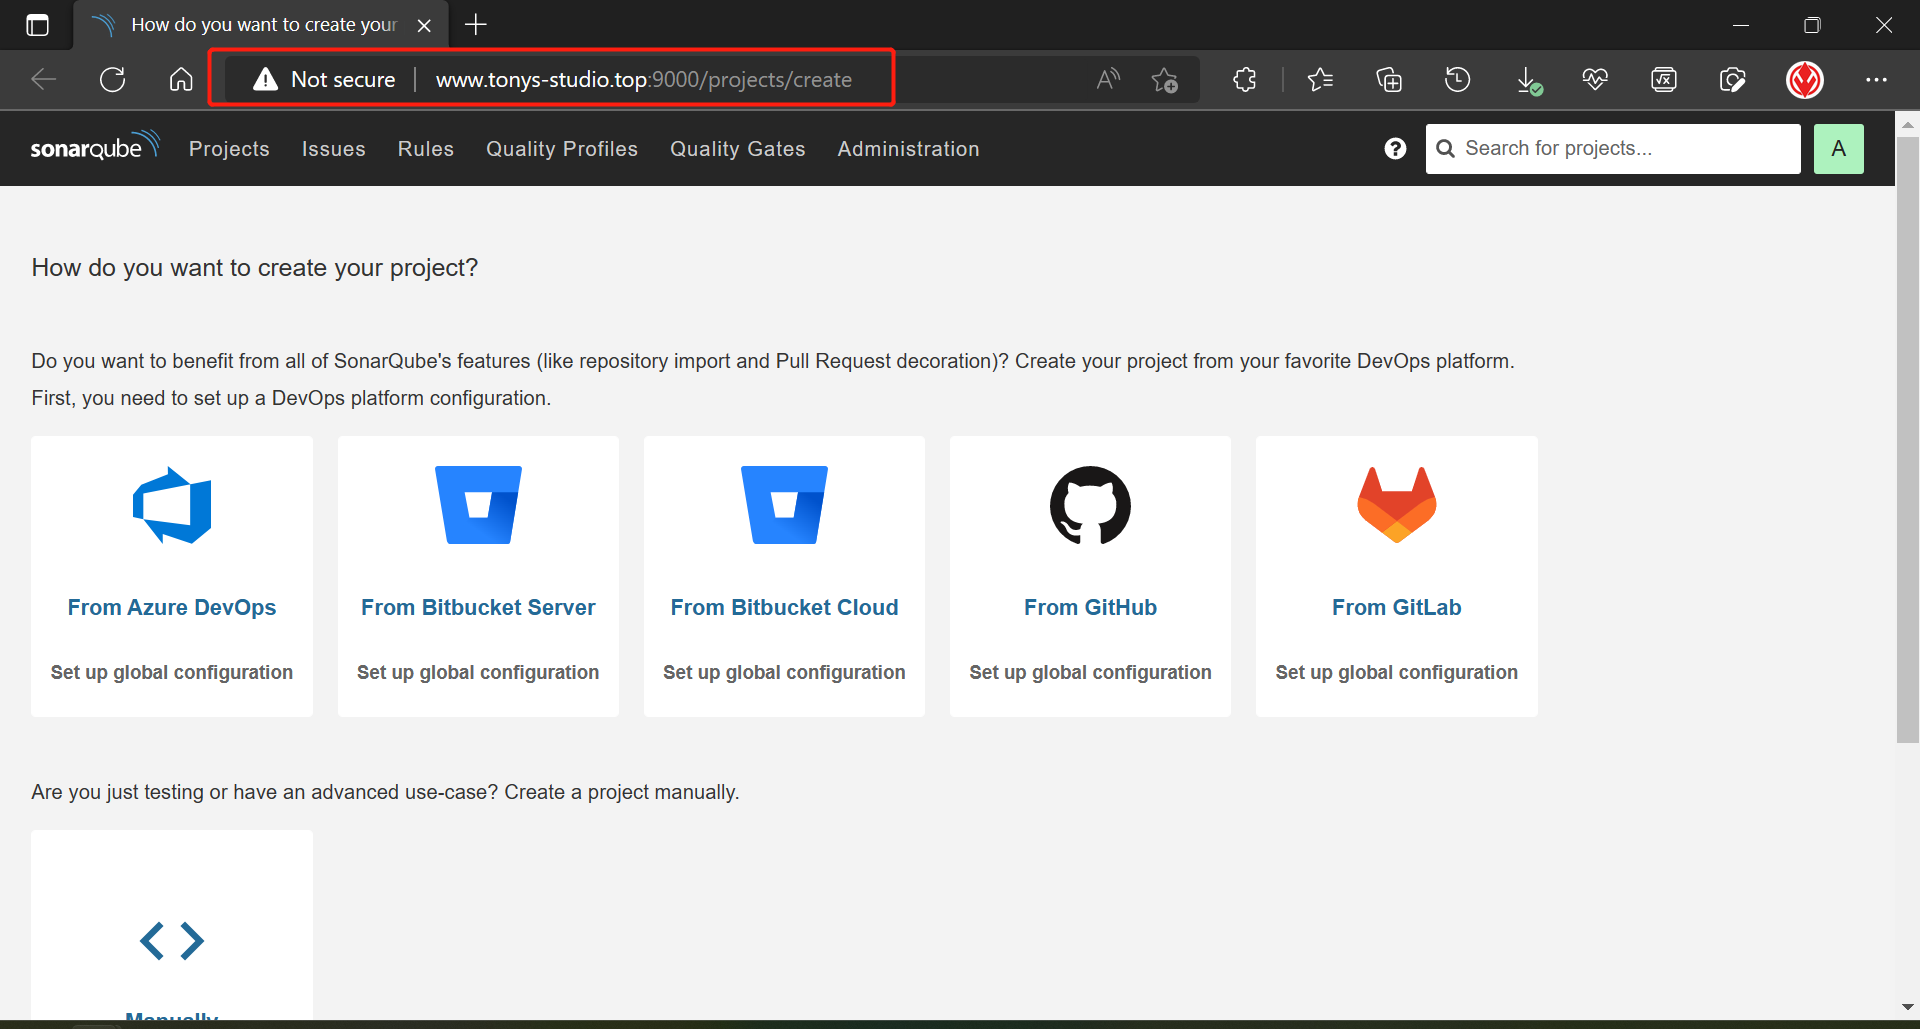 How do you want to create your
Not secure | www.tonys-studio.top:9000/projects/create
sonarqube Projects Issues Rules Quality Profiles Quality Gates Administration Search for projects... A
How do you want to create your project?
Do you want to benefit from all of SonarQube's features (like repository import and Pull Request decoration)? Create your project from your favorite DevOps platform.
First, you need to set up a DevOps platform configuration.
From Azure DevOps From Bitbucket Server From Bitbucket Cloud From GitHub From GitLab
Set up global configuration Set up global configuration Set up global configuration Set up global configuration Set up global configuration
Are you just testing or have an advanced use-case? Create a project manually.
Manually